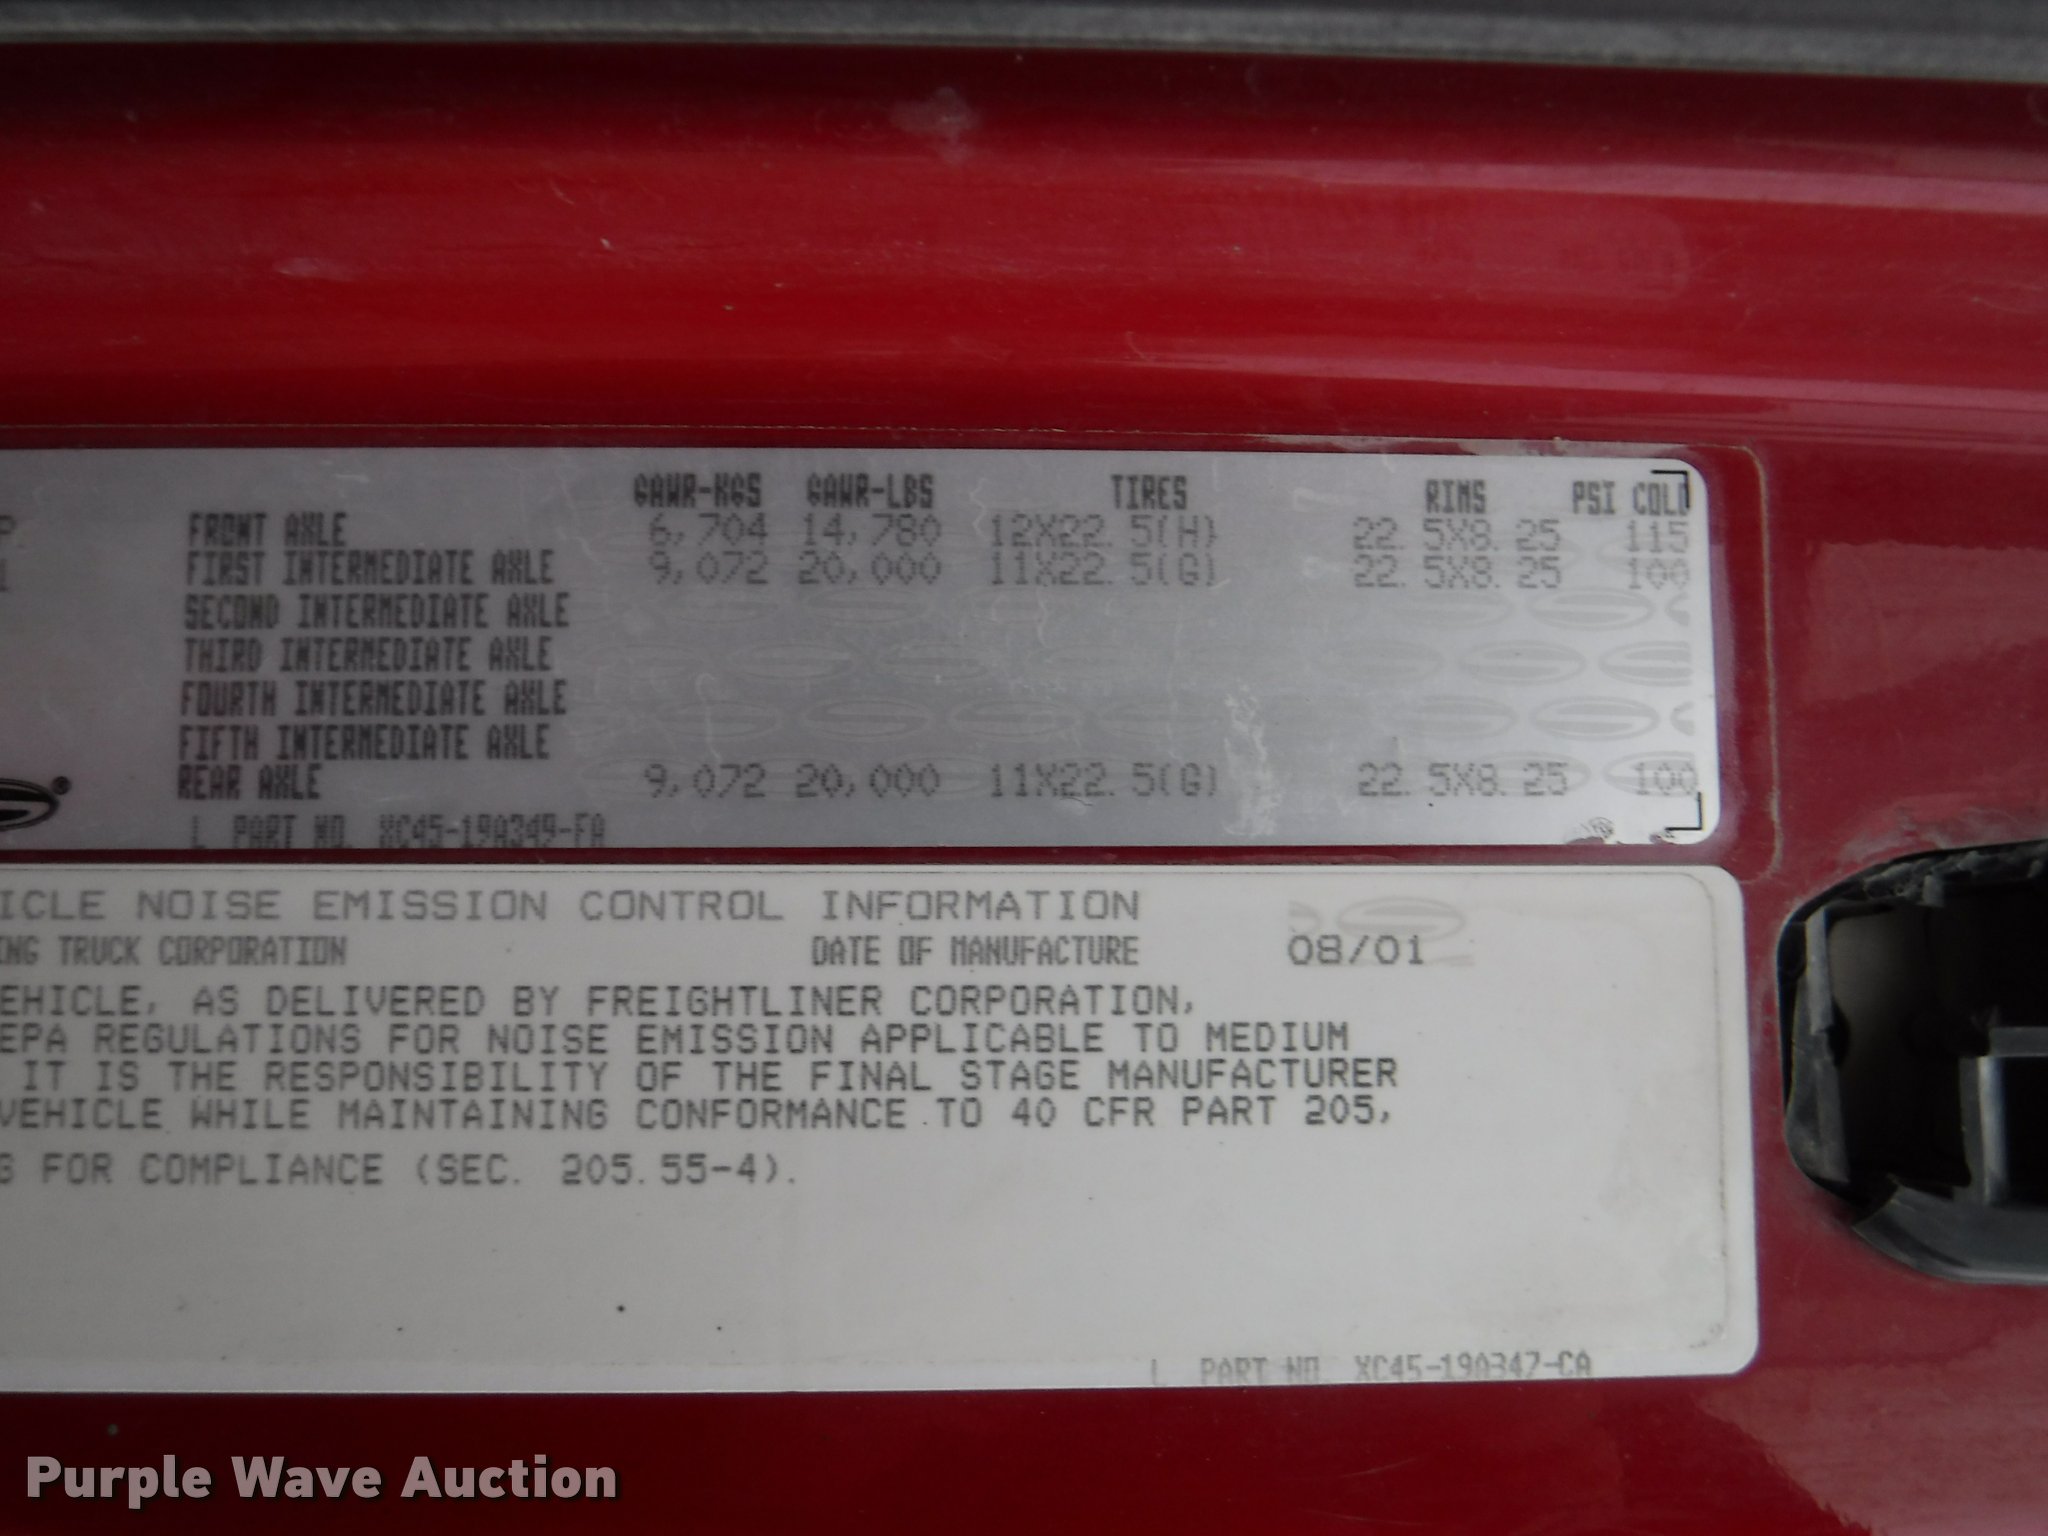 GAWR-KGS GAWR-LBS TIRES RIMS PSI COLD
P FRONT AXLE 6,704 14,780 12X22.5(H) 22.5X8.25 115
1 FIRST INTERMEDIATE AXLE 9,072 20,000 11X22.5(G) 22.5X8.25 100
SECOND INTERMEDIATE AXLE
THIRD INTERMEDIATE AXLE
FOURTH INTERMEDIATE AXLE
FIFTH INTERMEDIATE AXLE
® REAR AXLE 9,072 20,000 11X22.5(G) 22.5X8.25 100
L PART NO. XC45-19A349-FA
ICLE NOISE EMISSION CONTROL INFORMATION
ING TRUCK CORPORATION DATE OF MANUFACTURE 08/01
EHICLE, AS DELIVERED BY FREIGHTLINER CORPORATION,
EPA REGULATIONS FOR NOISE EMISSION APPLICABLE TO MEDIUM
IT IS THE RESPONSIBILITY OF THE FINAL STAGE MANUFACTURER
VEHICLE WHILE MAINTAINING CONFORMANCE TO 40 CFR PART 205,
G FOR COMPLIANCE (SEC. 205.55-4).
L PART NO. XC45-19A347-CA
Purple Wave Auction